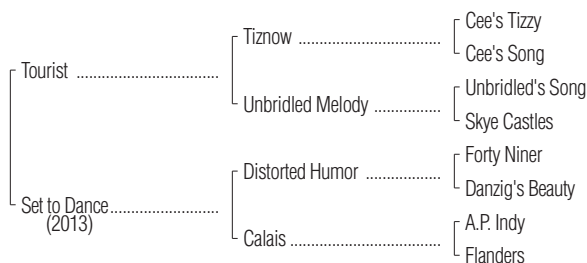 Cee's Tizzy
Tiznow ........................................
Cee's Song
Tourist .....................................
Unbridled's Song
Unbridled Melody ..................
Skye Castles
Forty Niner
Distorted Humor ....................
Danzig's Beauty
Set to Dance............................
(2013)
A.P. Indy
Calais ........................................
Flanders